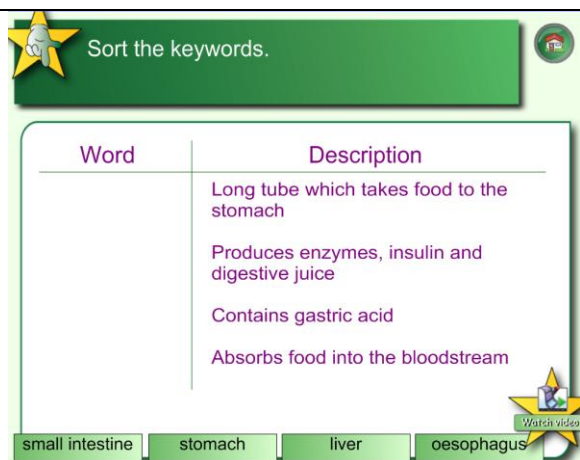 Sort the keywords.
Word Description
Long tube which takes food to the
stomach
Produces enzymes, insulin and
digestive juice
Contains gastric acid
Absorbs food into the bloodstream
Watch video
small intestine stomach liver oesophagus